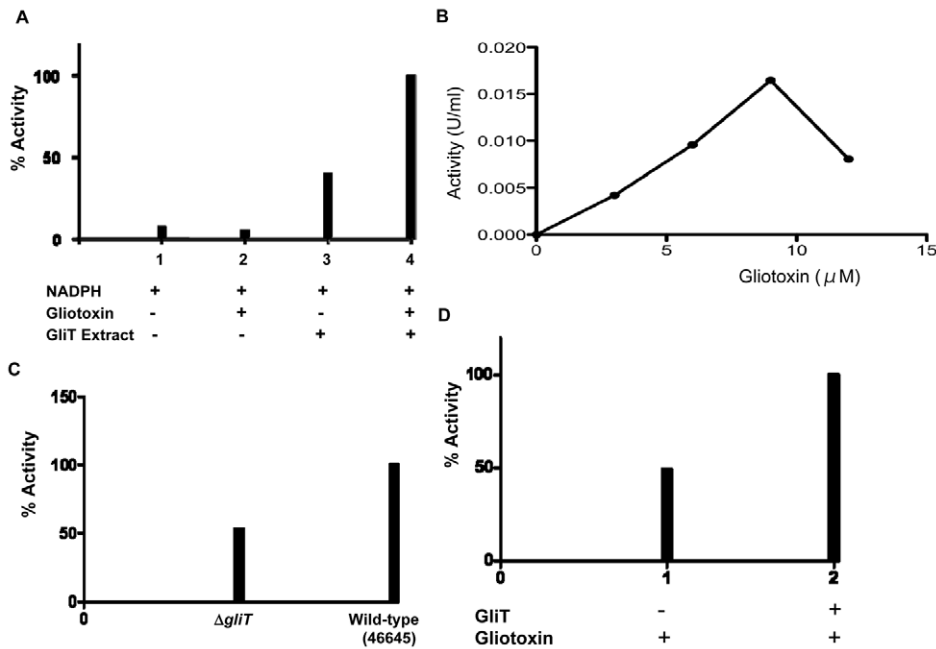 A
% Activity
100
50
0
1 2 3 4
NADPH + + + +
Gliotoxin - + - +
GliT Extract - - + +
B
Activity (U/ml)
0.020
0.015
0.010
0.005
0.000
0 5 10 15
Gliotoxin ( μ M)
C
% Activity
150
100
50
0
0 ΔgliT Wild-type
(46645)
D
% Activity
100
50
0
0 1 2
GliT - +
Gliotoxin + +